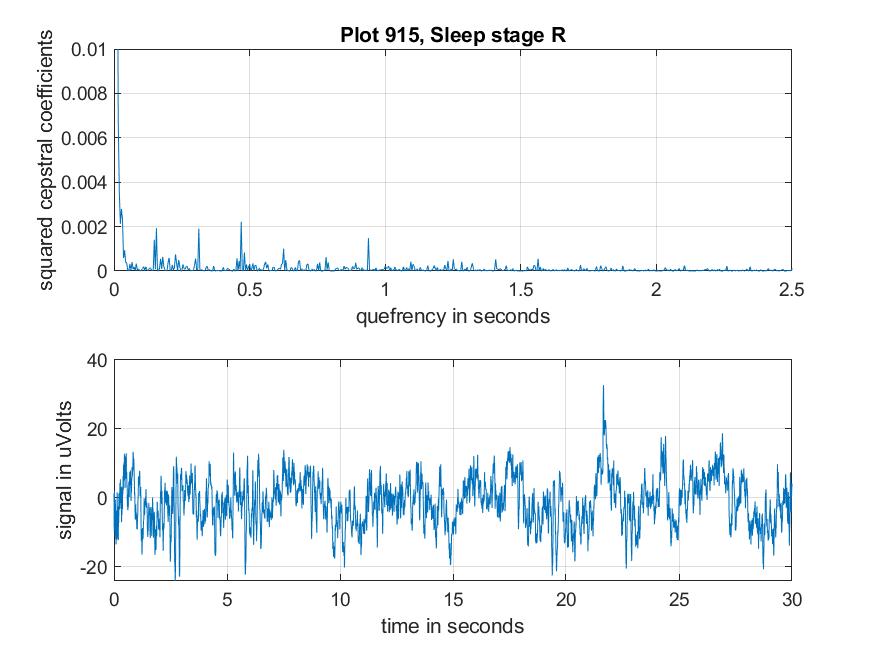 Plot 915, Sleep stage R
squared cepstral coefficients
0.01
0.008
0.006
0.004
0.002
0
0 0.5 1 1.5 2 2.5
quefrency in seconds
signal in uVolts
40
20
0
-20
0 5 10 15 20 25 30
time in seconds